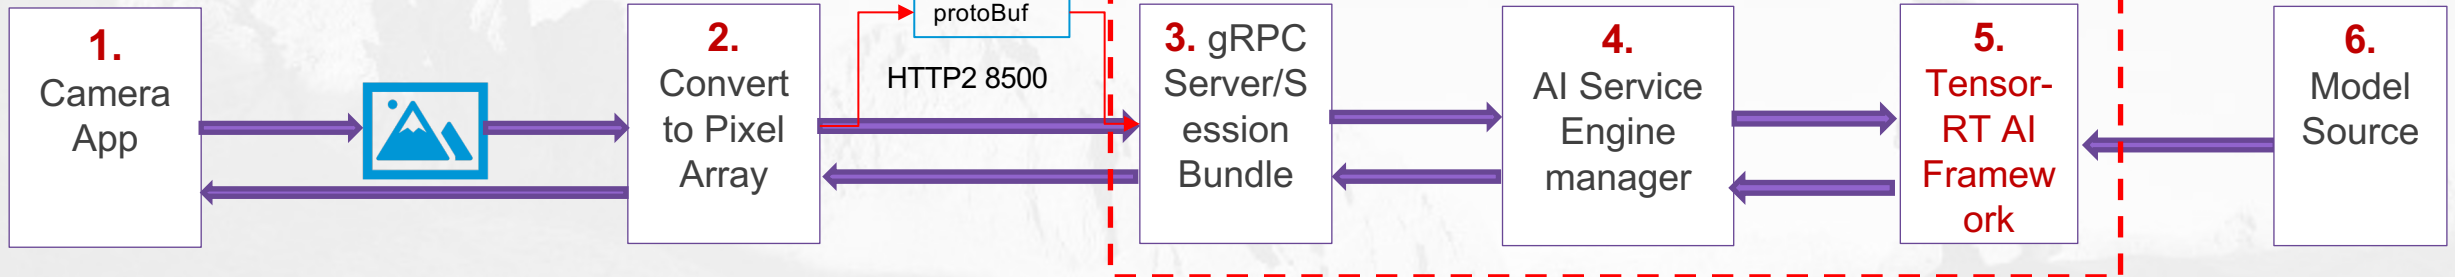 1.
Camera
App
2.
Convert
to Pixel
Array
protoBuf
HTTP2 8500
3. gRPC
Server/S
ession
Bundle
4.
AI Service
Engine
manager
5.
Tensor-
RT AI
Framew
ork
6.
Model
Source